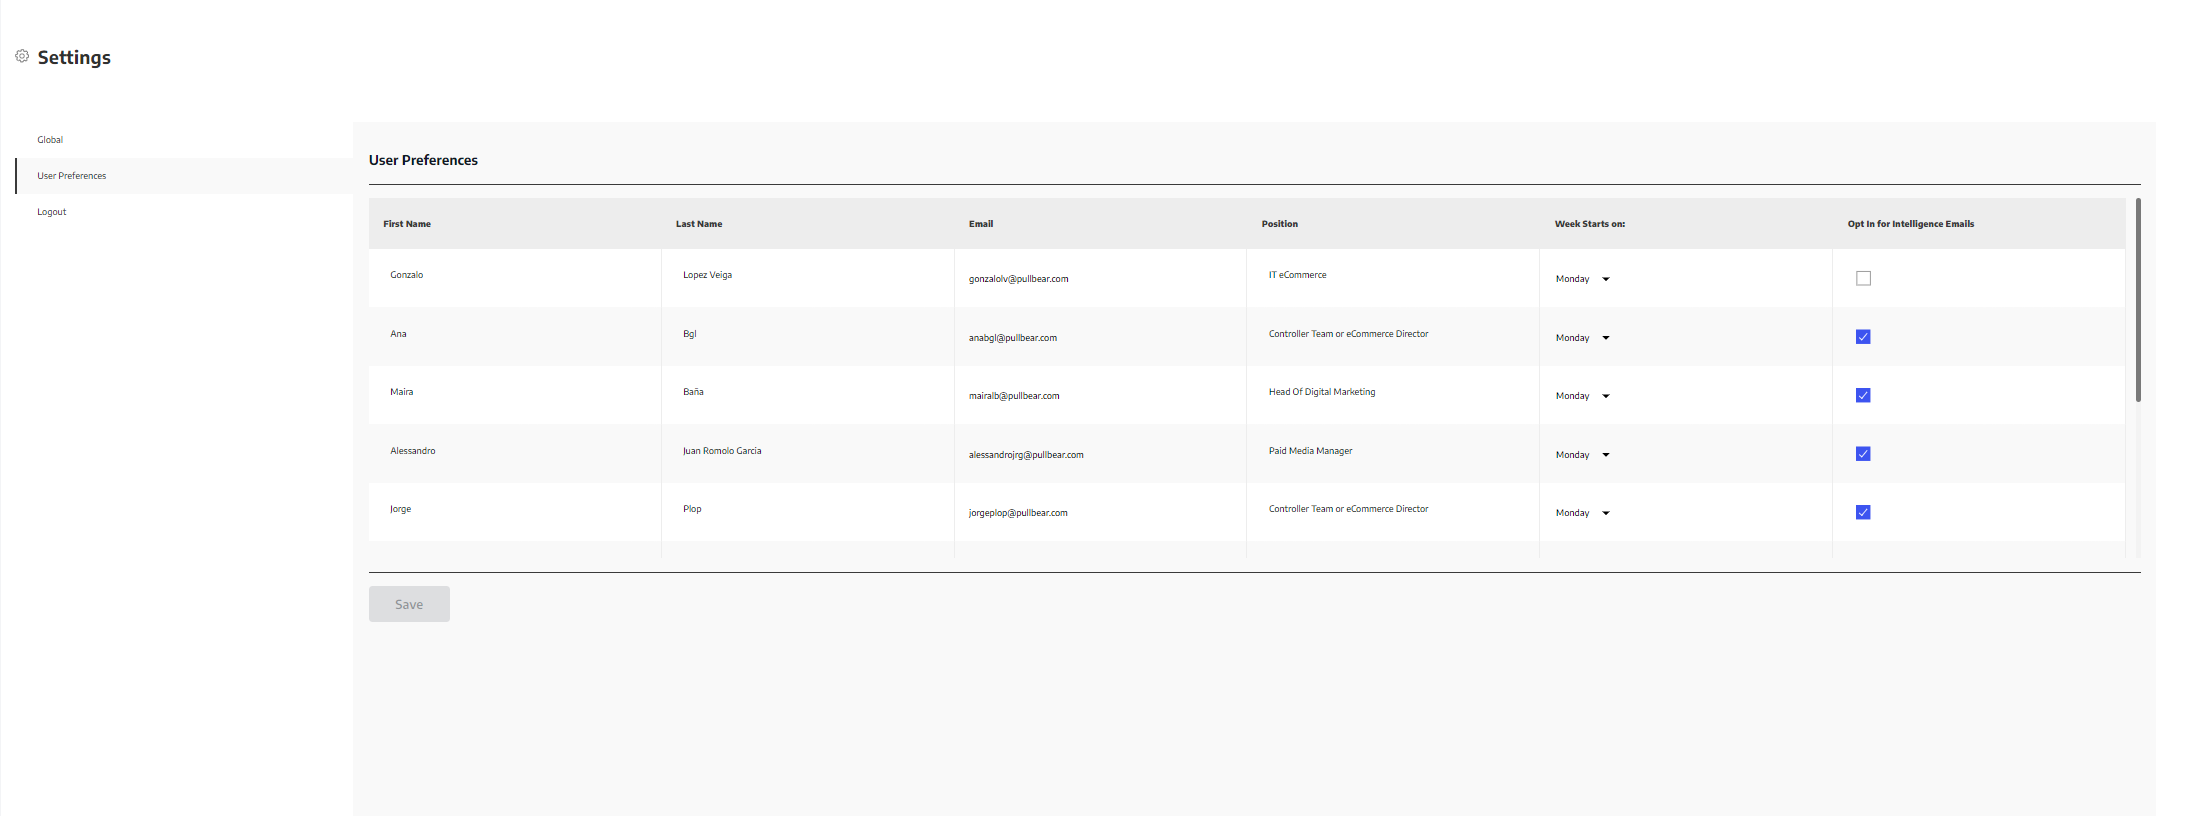 Settings
Global
User Preferences
Logout
User Preferences
First Name Last Name Email Position Week Starts on: Opt In for Intelligence Emails
Gonzalo Lopez Veiga gonzalolv@pullbear.com IT eCommerce Monday
Ana Bgl anabgl@pullbear.com Controller Team or eCommerce Director Monday
Maira Baña mairalb@pullbear.com Head Of Digital Marketing Monday
Alessandro Juan Romolo Garcia alessandrojrg@pullbear.com Paid Media Manager Monday
Jorge Plop jorgeplop@pullbear.com Controller Team or eCommerce Director Monday
Save